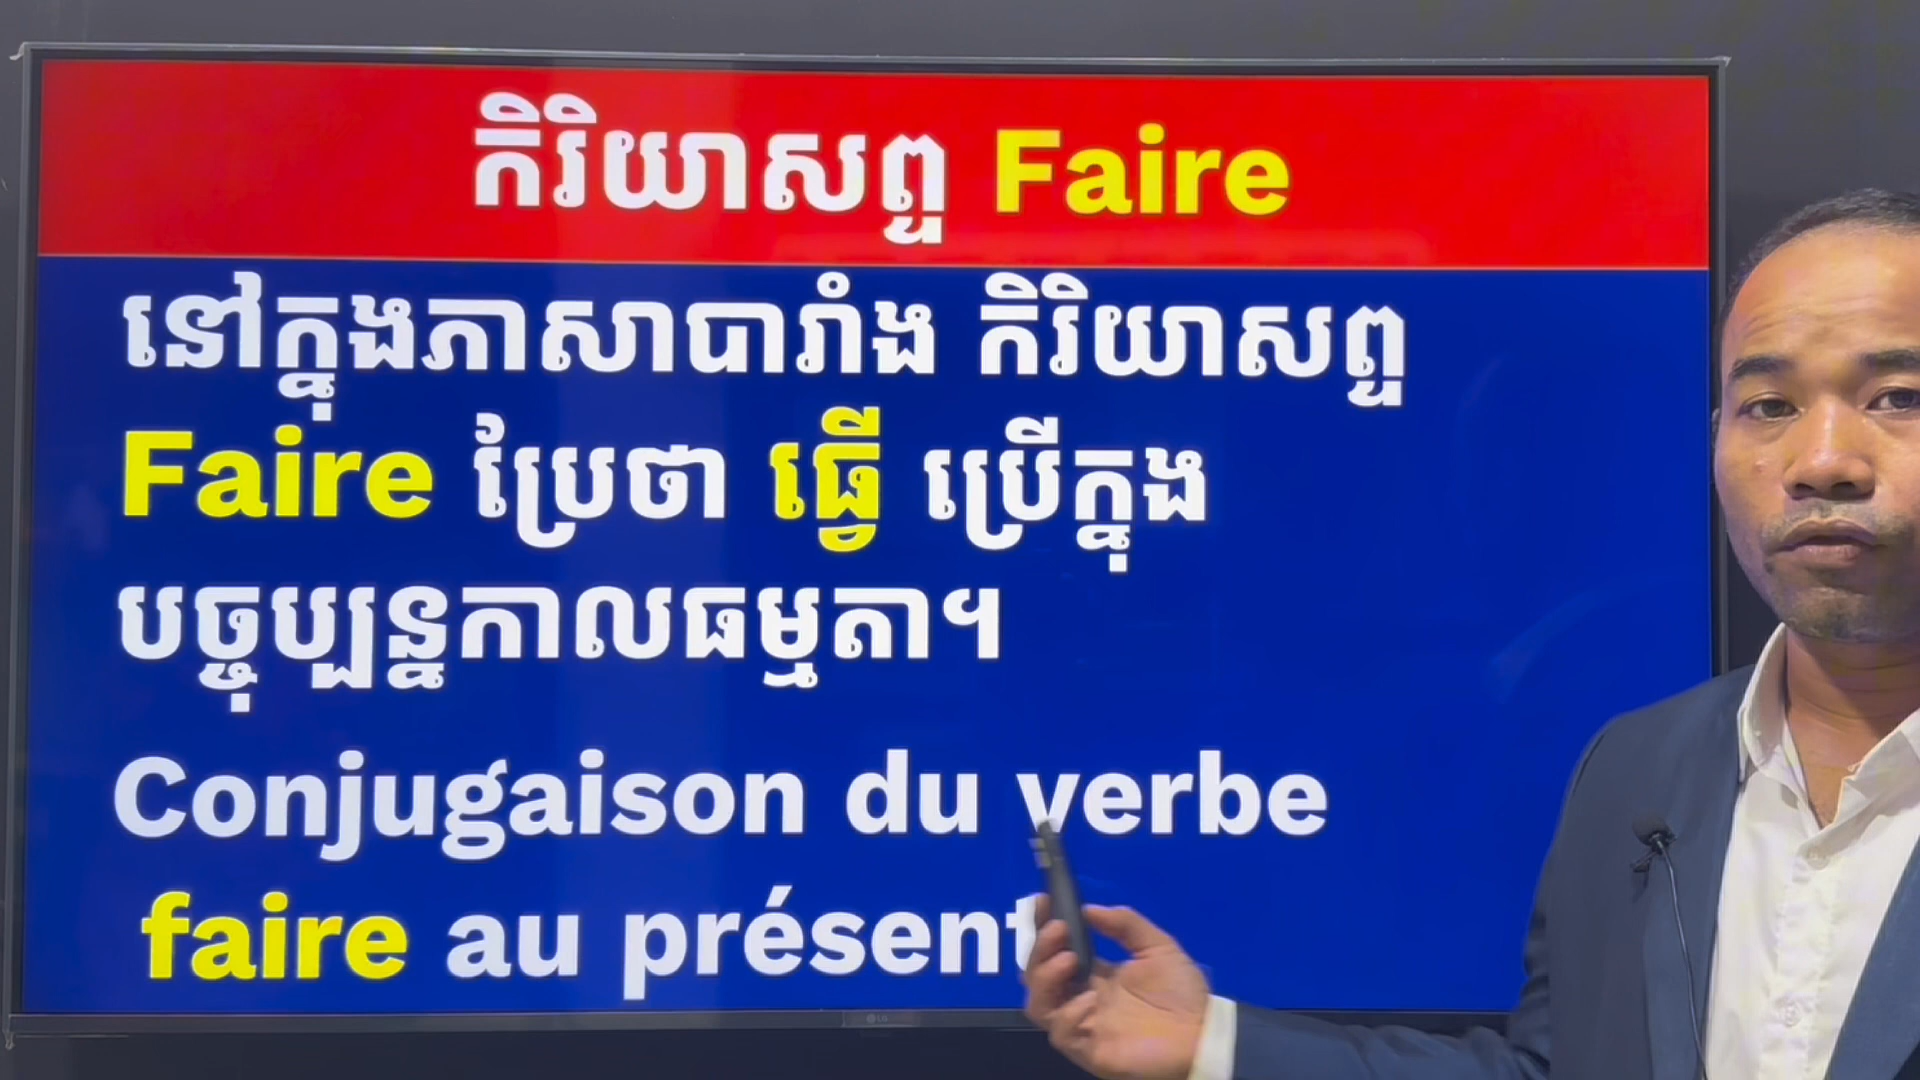 កិរិយាសព្ទ Faire
នៅក្នុងភាសាបារាំង កិរិយាសព្ទ
Faire ប្រែថា ធ្វើ ប្រើក្នុង
បច្ចុប្បន្នកាលធម្មតា។
Conjugaison du verbe
faire au présent
LG